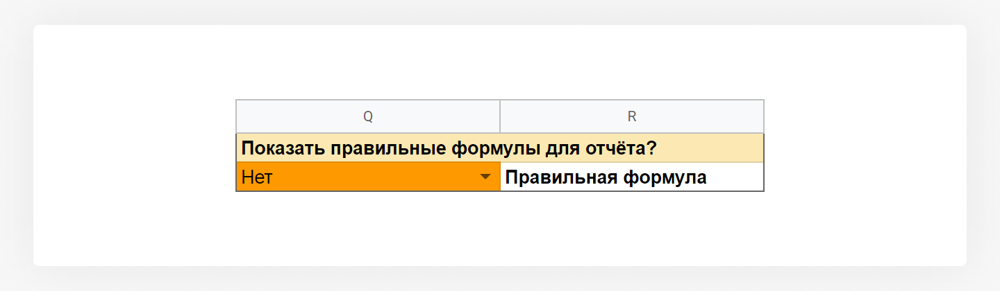 Q R
Показать правильные формулы для отчёта?
Нет Правильная формула